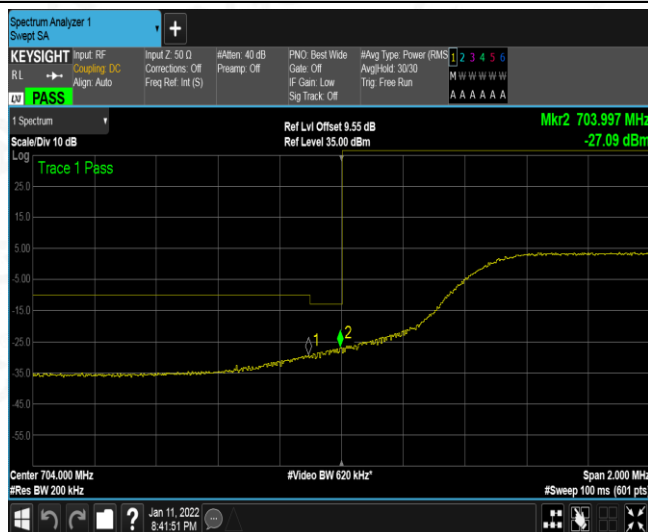 Spectrum Analyzer 1
Swept SA
KEYSIGHT
RL
LXI PASS
Input: RF
Coupling: DC
Align: Auto
Input Z: 50 Ω
Corrections: Off
Freq Ref: Int (S)
#Atten: 40 dB
Preamp: Off
PNO: Best Wide
Gate: Off
IF Gain: Low
Sig Track: Off
#Avg Type: Power (RMS
Avg|Hold: 30/30
Trig: Free Run
1 2 3 4 5 6
M W W W W W
A A A A A A
1 Spectrum
Scale/Div 10 dB
Log
Ref Lvl Offset 9.55 dB
Ref Level 35.00 dBm
Mkr2 703.997 MHz
-27.09 dBm
Trace 1 Pass
25.0
15.0
5.00
-5.00
-15.0
-25.0
-35.0
-45.0
-55.0
1
2
Center 704.000 MHz
#Res BW 200 kHz
#Video BW 620 kHz*
Span 2.000 MHz
#Sweep 100 ms (601 pts)
?
Jan 11, 2022
8:41:51 PM